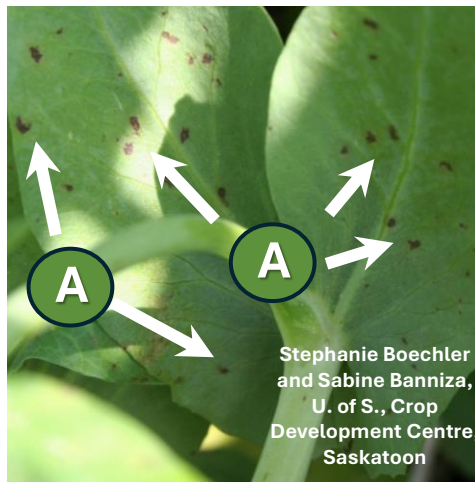 A
A
Stephanie Boechler
and Sabine Banniza,
U. of S., Crop
Development Centre
Saskatoon